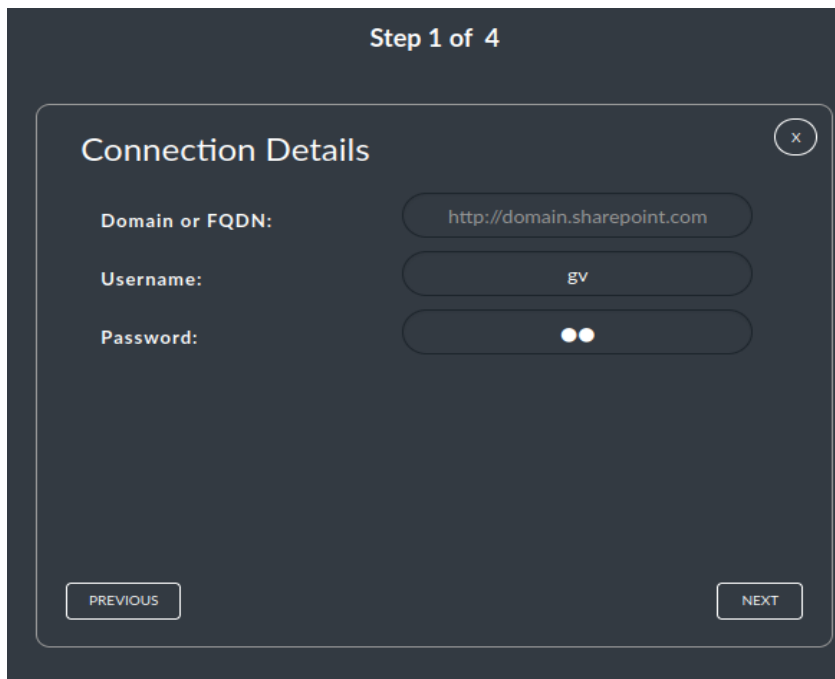 Step 1 of 4
Connection Details
x
Domain or FQDN:
http://domain.sharepoint.com
Username:
gv
Password:
●●
PREVIOUS
NEXT